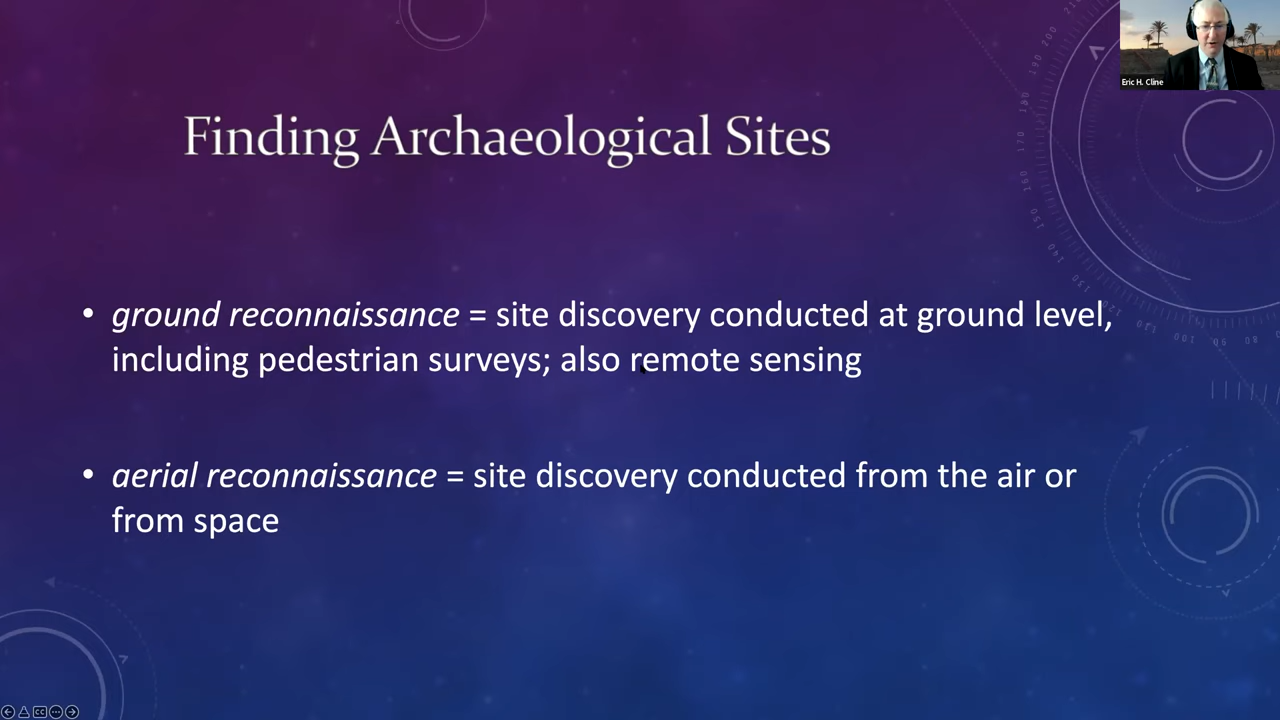 Eric H. Cline
Finding Archaeological Sites
• ground reconnaissance = site discovery conducted at ground level,
including pedestrian surveys; also remote sensing
• aerial reconnaissance = site discovery conducted from the air or
from space